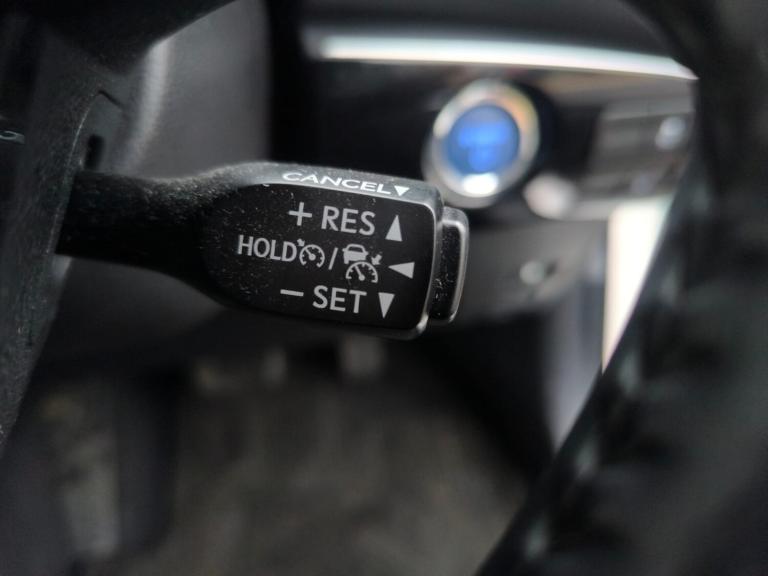 CANCEL▼
+ RES ▲
HOLD / ◀
− SET ▼